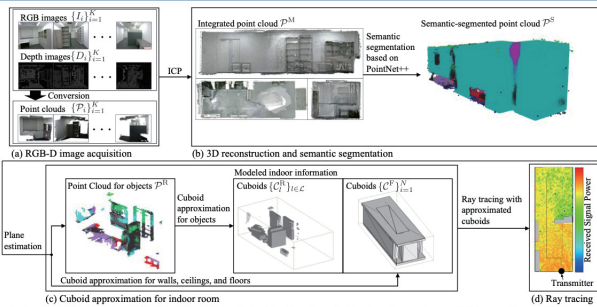 RGB images {I_i}_{i=1}^K
Depth images{D_i}_{i=1}^K
Conversion
Point clouds {𝒫_i}_{i=1}^K
(a) RGB-D image acquisition
ICP
Integrated point cloud 𝒫^M
Semantic
segmentation
based on
PointNet++
Semantic-segmented point cloud 𝒫^S
(b) 3D reconstruction and semantic segmentation
Plane
estimation
Modeled indoor information
Point Cloud for objects 𝒫^R
Cuboid
approximation
for objects
Cuboids {𝒞_l^R}_{l∈ℒ}
Cuboids {𝒞^F}_{i=1}^N
Cuboid approximation for walls, ceilings, and floors
(c) Cuboid approximation for indoor room
Ray tracing with
approximated
cuboids
Received Signal Power
Transmitter
(d) Ray tracing